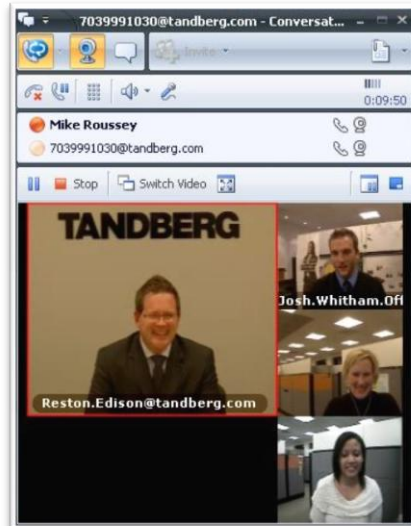 7039991030@tandberg.com - Conversat...
Invite
0:09:50
Mike Roussey
7039991030@tandberg.com
Stop Switch Video
TANDBERG
Josh.Whitham.Off
Reston.Edison@tandberg.com